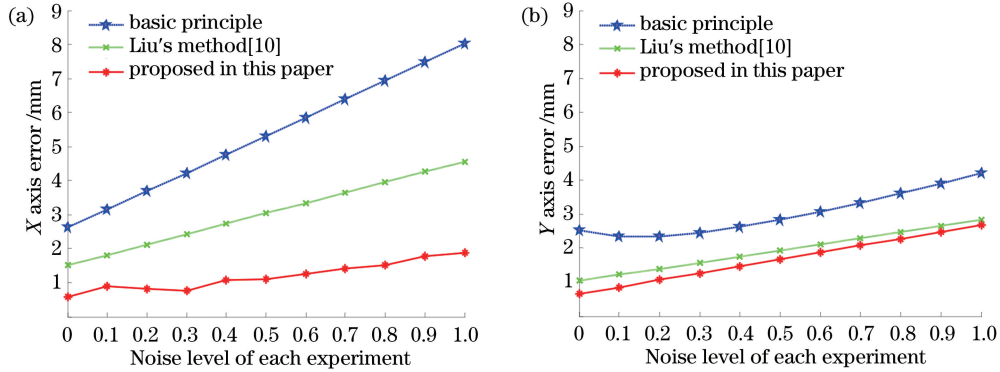 (a)
basic principle
Liu's method[10]
proposed in this paper
X axis error /mm
9
8
7
6
5
4
3
2
1
0 0.1 0.2 0.3 0.4 0.5 0.6 0.7 0.8 0.9 1.0
Noise level of each experiment
(b)
basic principle
Liu's method[10]
proposed in this paper
Y axis error /mm
9
8
7
6
5
4
3
2
1
0 0.1 0.2 0.3 0.4 0.5 0.6 0.7 0.8 0.9 1.0
Noise level of each experiment